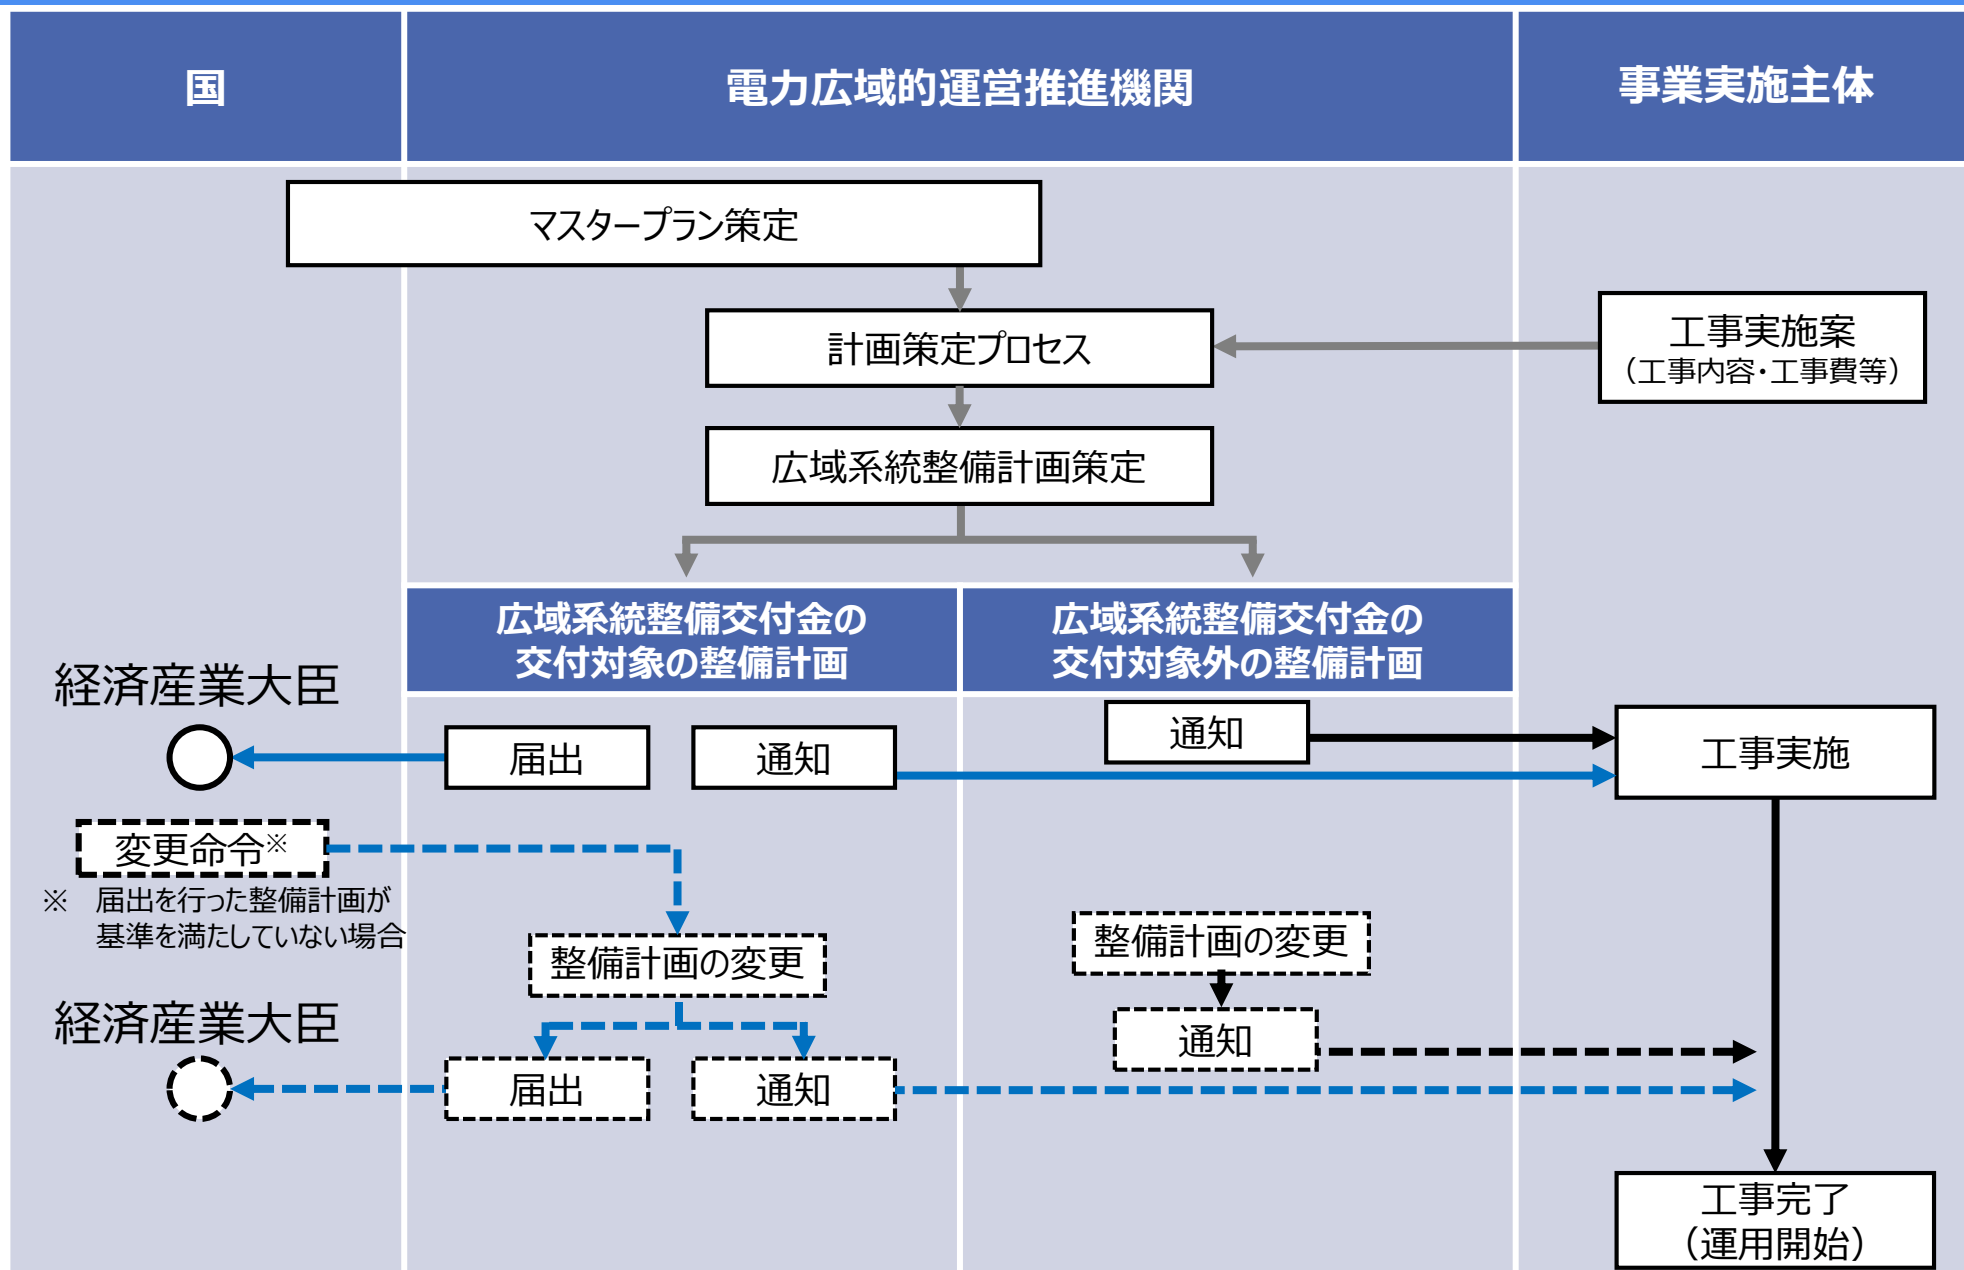 国
電力広域的運営推進機関
事業実施主体
マスタープラン策定
計画策定プロセス
工事実施案
（工事内容・工事費等）
広域系統整備計画策定
広域系統整備交付金の
交付対象の整備計画
広域系統整備交付金の
交付対象外の整備計画
経済産業大臣
届出
通知
通知
工事実施
変更命令※
※　届出を行った整備計画が
基準を満たしていない場合
整備計画の変更
整備計画の変更
経済産業大臣
届出
通知
通知
工事完了
（運用開始）